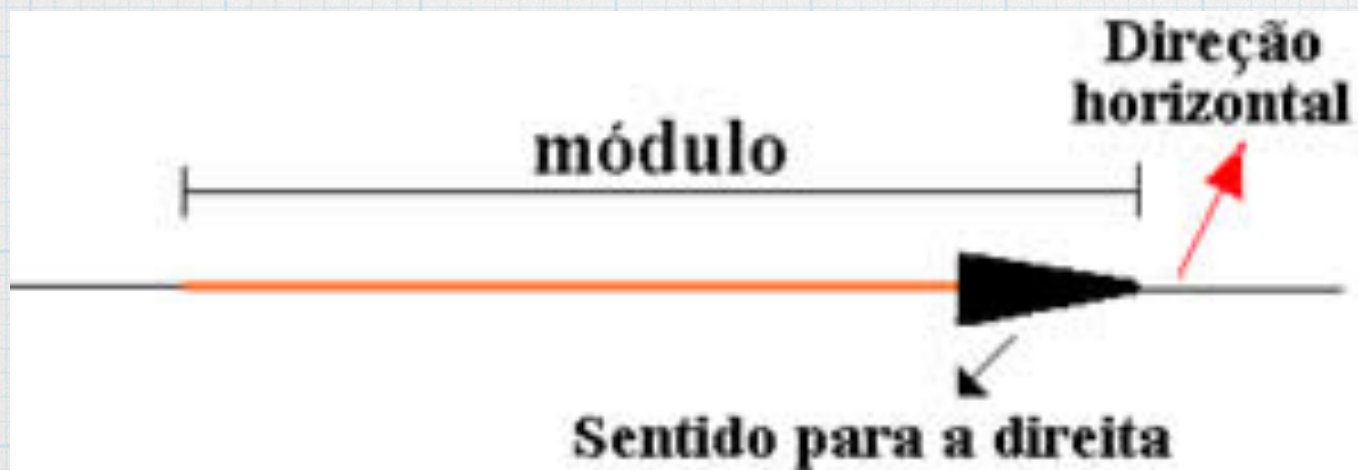 Direção
horizontal
módulo
Sentido para a direita